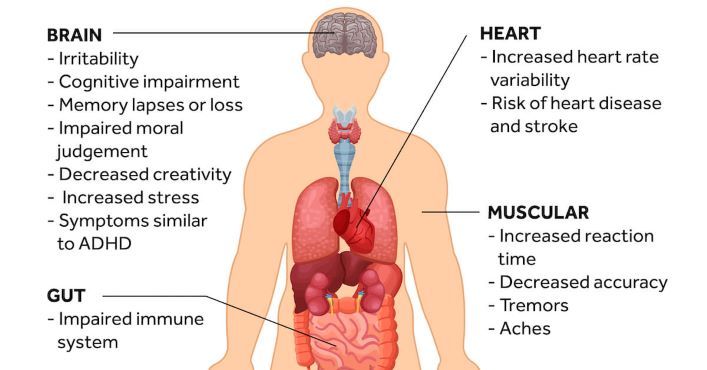 BRAIN
- Irritability
- Cognitive impairment
- Memory lapses or loss
- Impaired moral
judgement
- Decreased creativity
- Increased stress
- Symptoms similar
to ADHD
GUT
- Impaired immune
system
HEART
- Increased heart rate
variability
- Risk of heart disease
and stroke
MUSCULAR
- Increased reaction
time
- Decreased accuracy
- Tremors
- Aches